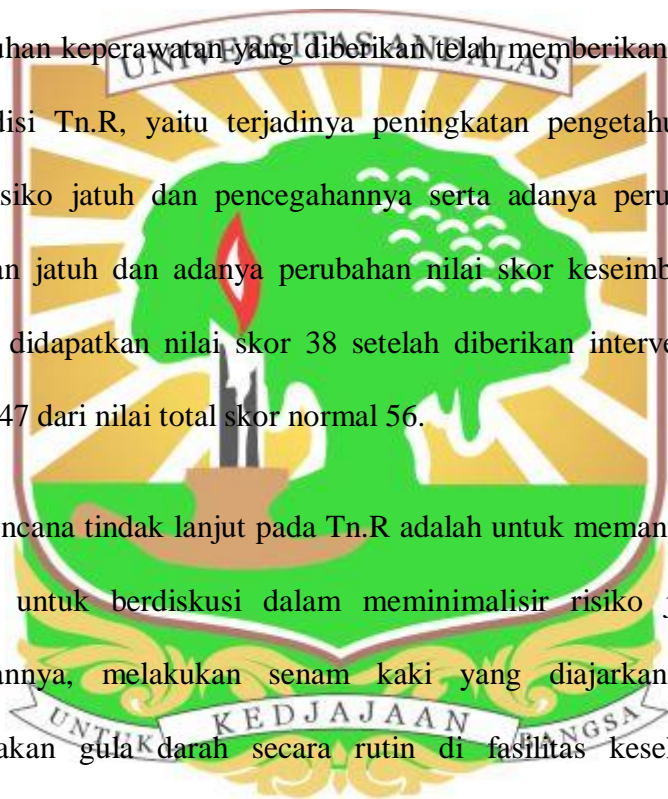 uhan keperawatan yang diberikan telah memberikan
UNIVERSITAS ANDALAS
disi Tn.R, yaitu terjadinya peningkatan pengetahu
isiko jatuh dan pencegahannya serta adanya peru
an jatuh dan adanya perubahan nilai skor keseimb
didapatkan nilai skor 38 setelah diberikan interve
47 dari nilai total skor normal 56.
encana tindak lanjut pada Tn.R adalah untuk meman
untuk berdiskusi dalam meminimalisir risiko j
annya, melakukan senam kaki yang diajarkan
UNTUK KEDJAJAAN BANGSA
akan gula darah secara rutin di fasilitas kesel